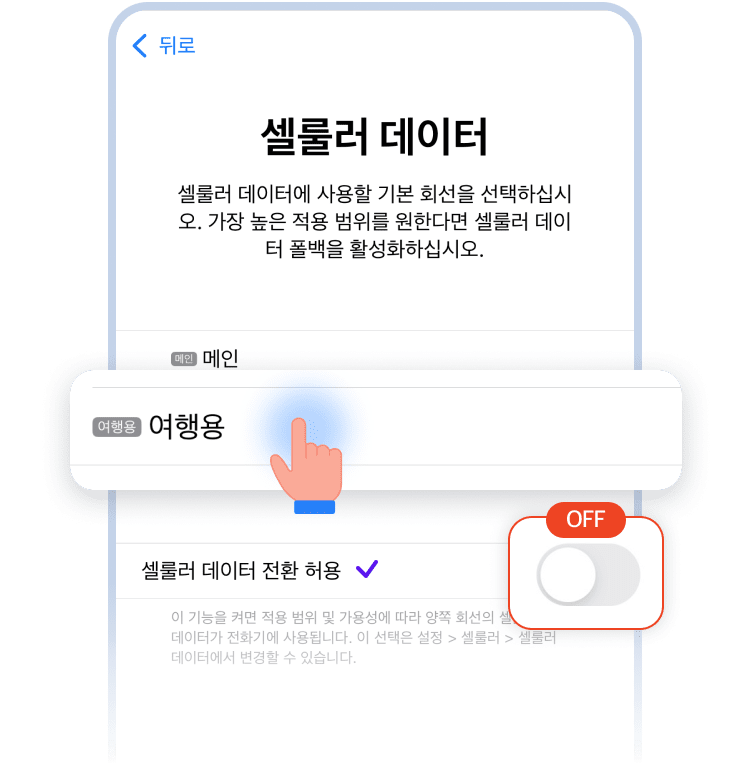 뒤로
셀룰러 데이터
셀룰러 데이터에 사용할 기본 회선을 선택하십시
오. 가장 높은 적용 범위를 원한다면 셀룰러 데이
터 폴백을 활성화하십시오.
메인 메인
여행용 여행용
OFF
셀룰러 데이터 전환 허용
이 기능을 켜면 적용 범위 및 가용성에 따라 양쪽 회선의
데이터가 전화기에 사용됩니다. 이 선택은 설정 > 셀룰러 > 셀룰러
데이터에서 변경할 수 있습니다.